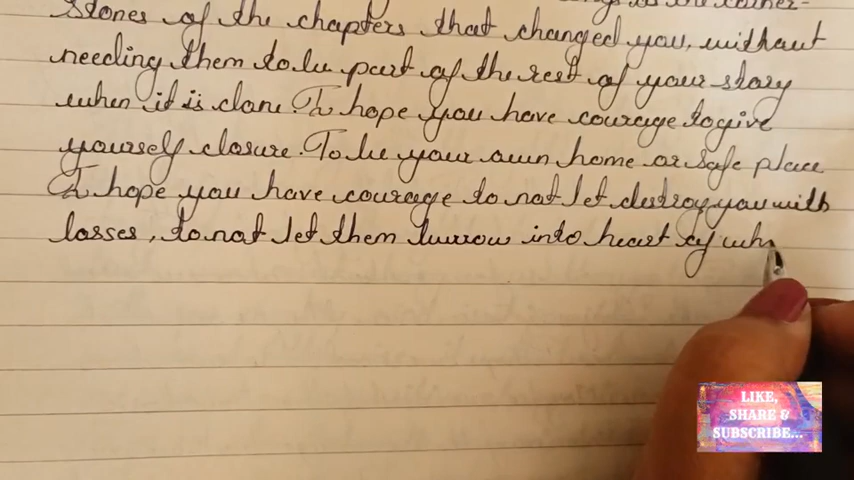 the corner-
stones of the chapters that changed you, without
needing them to be part of the rest of your story
when it is done. I hope you have courage to give
yourself closure. To be your own home or safe place
I hope you have courage to not let destroy you with
losses, to not let them burrow into heart of who
LIKE,
SHARE &
SUBSCRIBE...